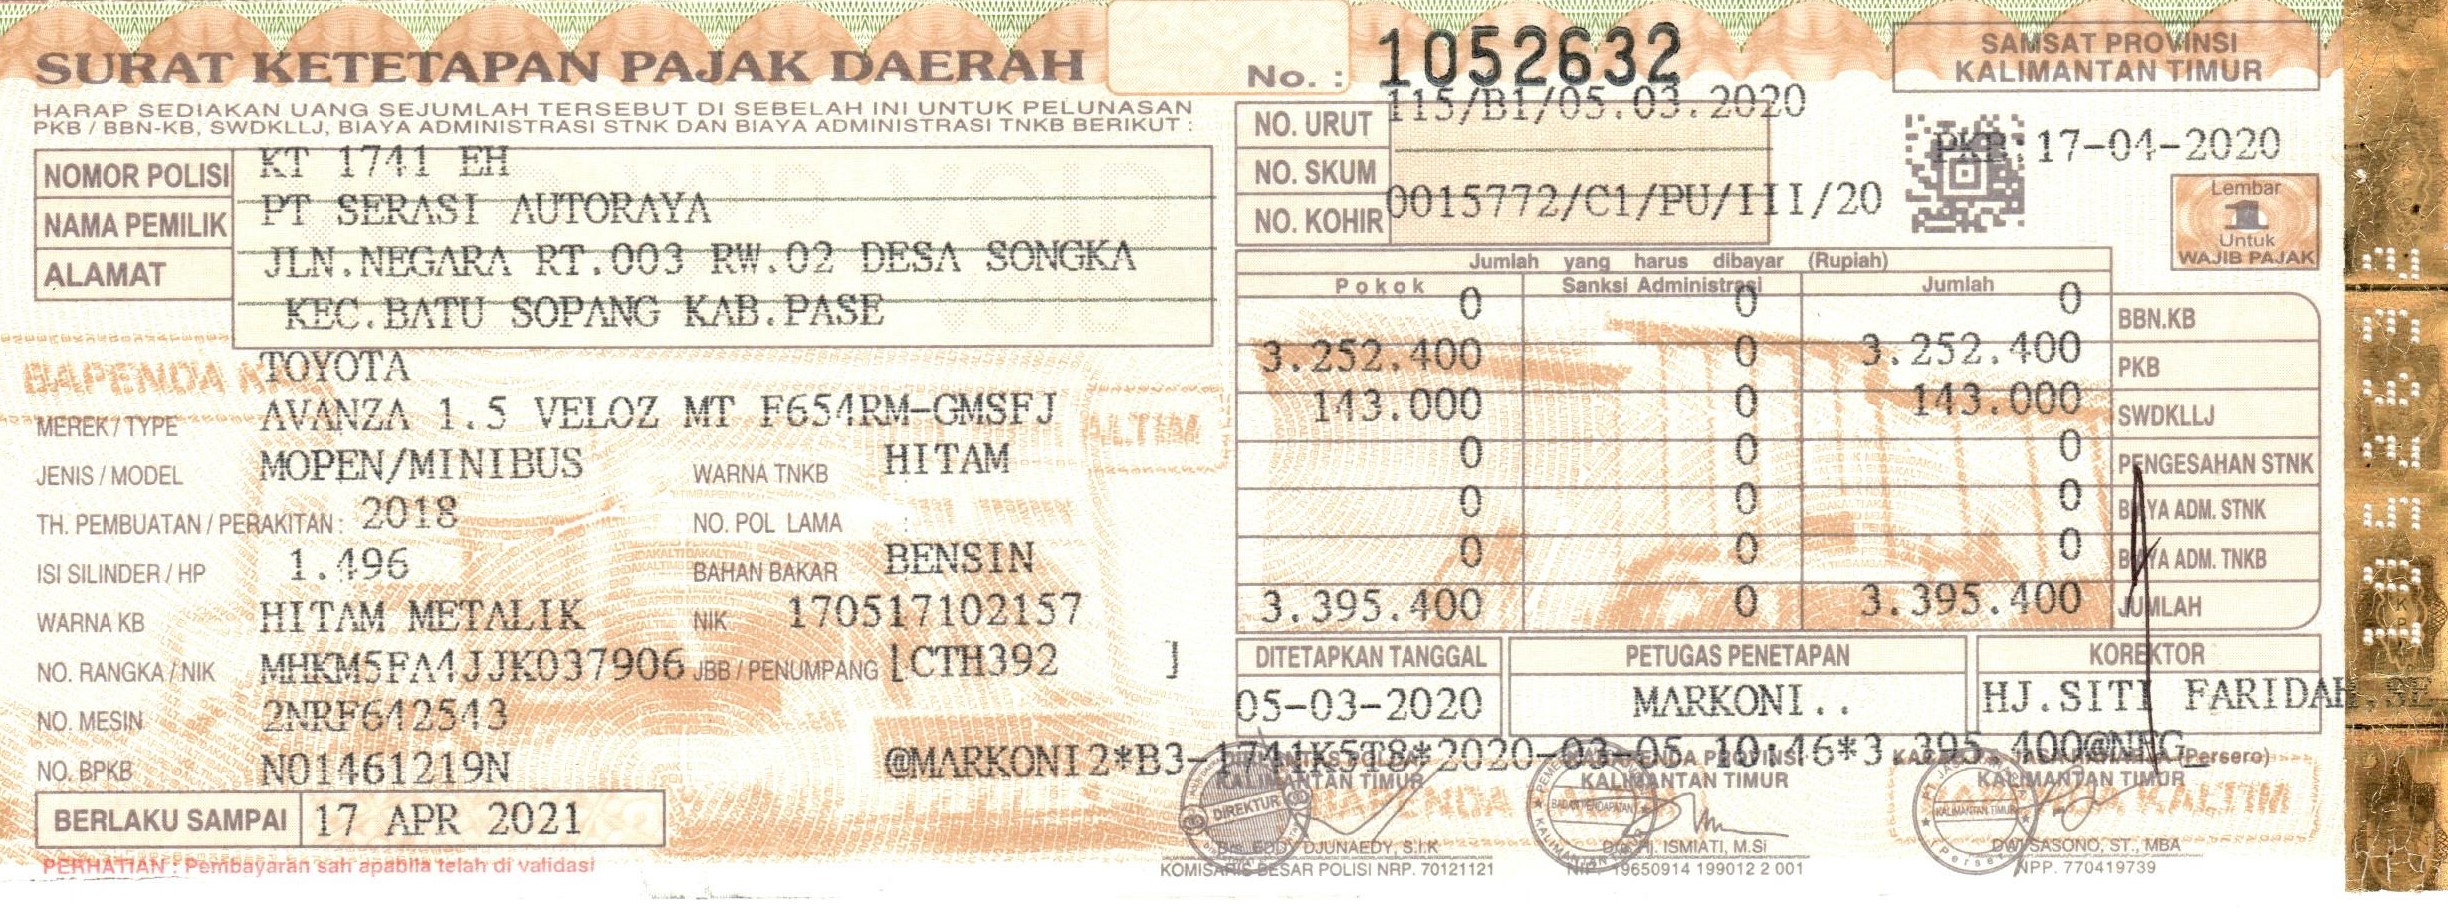 SURAT KETETAPAN PAJAK DAERAH
HARAP SEDIAKAN UANG SEJUMLAH TERSEBUT DI SEBELAH INI UNTUK PELUNASAN
PKB / BBN-KB, SWDKLLJ, BIAYA ADMINISTRASI STNK DAN BIAYA ADMINISTRASI TNKB BERIKUT :
NOMOR POLISI KT 1741 EH
NAMA PEMILIK PT SERASI AUTORAYA
ALAMAT JLN.NEGARA RT.003 RW.02 DESA SONGKA
KEC.BATU SOPANG KAB.PASE
BAPENDA KALTIM
TOYOTA
MEREK / TYPE AVANZA 1.5 VELOZ MT F654RM-GMSFJ
JENIS / MODEL MOPEN/MINIBUS WARNA TNKB HITAM
TH. PEMBUATAN / PERAKITAN : 2018 NO. POL LAMA :
ISI SILINDER / HP 1.496 BAHAN BAKAR BENSIN
WARNA KB HITAM METALIK NIK 170517102157
NO. RANGKA / NIK MHKM5FA4JJK037906 JBB / PENUMPANG [CTH392 ]
NO. MESIN 2NRF642543
NO. BPKB N01461219N
BERLAKU SAMPAI 17 APR 2021
PERHATIAN : Pembayaran sah apabila telah di validasi
No. : 1052632
NO. URUT 115/B1/05.03.2020
NO. SKUM
NO. KOHIR 0015772/C1/PU/III/20
SAMSAT PROVINSI
KALIMANTAN TIMUR
PKB: 17-04-2020
Lembar
1
Untuk
WAJIB PAJAK
Jumlah yang harus dibayar (Rupiah)
Pokok Sanksi Administrasi Jumlah
0 0 0 BBN.KB
3.252.400 0 3.252.400 PKB
143.000 0 143.000 SWDKLLJ
0 0 0 PENGESAHAN STNK
0 0 0 BIAYA ADM. STNK
0 0 0 BIAYA ADM. TNKB
3.395.400 0 3.395.400 JUMLAH
DITETAPKAN TANGGAL PETUGAS PENETAPAN KOREKTOR
05-03-2020 MARKONI.. HJ.SITI FARIDAH,SE
@MARKONI2*B3-1741K5T8*2020-03-05 10:46*3.395.400@NFG_
KALIMANTAN TIMUR KALIMANTAN TIMUR KALIMANTAN TIMUR
(Persero)
DIREKTUR
EDDY DJUNAEDY, S.I.K
KOMISARIS BESAR POLISI NRP. 70121121
Hj. ISMIATI, M.Si
NIP. 19650914 199012 2 001
DWI SASONO, ST., MBA
NPP. 770419739